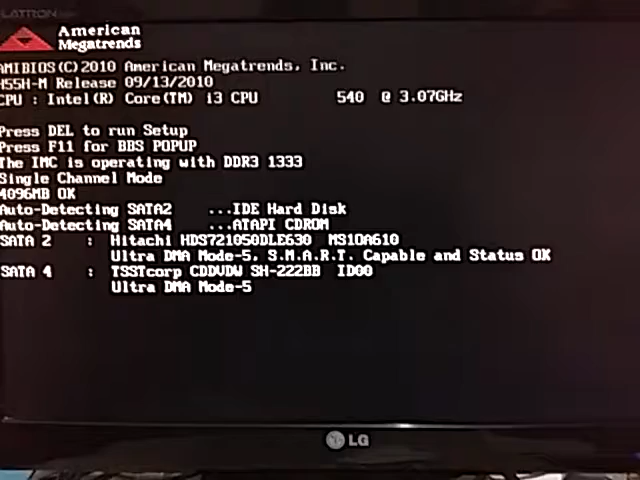 FLATRON
American
Megatrends
AMIBIOS(C)2010 American Megatrends, Inc.
H55H-M Release 09/13/2010
CPU : Intel(R) Core(TM) i3 CPU 540 @ 3.07GHz
Press DEL to run Setup
Press F11 for BBS POPUP
The IMC is operating with DDR3 1333
Single Channel Mode
4096MB OK
Auto-Detecting SATA2 ...IDE Hard Disk
Auto-Detecting SATA4 ...ATAPI CDROM
SATA 2 : Hitachi HDS721050DLE630 MS1OA610
Ultra DMA Mode-5, S.M.A.R.T. Capable and Status OK
SATA 4 : TSSTcorp CDDVDW SH-222BB ID00
Ultra DMA Mode-5
LG